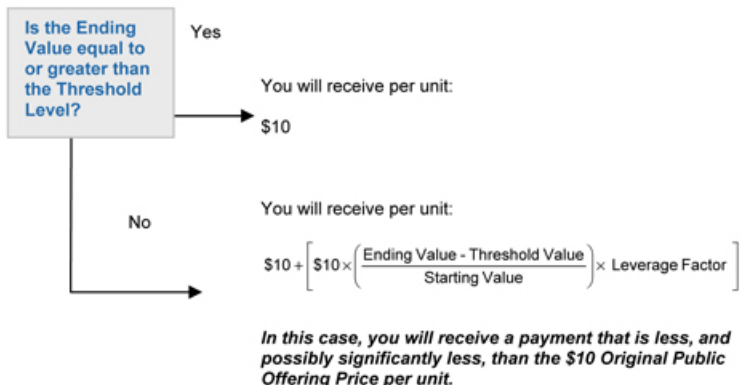 Is the Ending
Value equal to
or greater than
the Threshold
Level?
Yes
You will receive per unit:
$10
No
You will receive per unit:
$10 + [ $10 × ( Ending Value - Threshold Value / Starting Value ) × Leverage Factor ]
In this case, you will receive a payment that is less, and
possibly significantly less, than the $10 Original Public
Offering Price per unit.